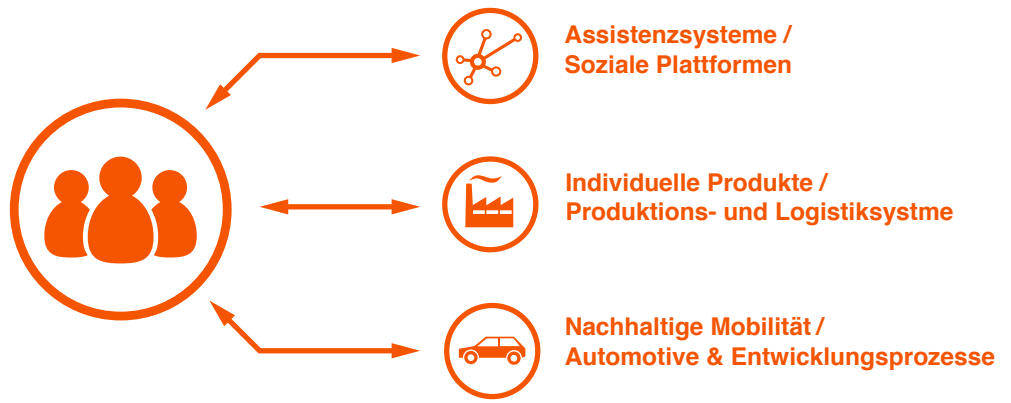 Assistenzsysteme /
Soziale Plattformen
Individuelle Produkte /
Produktions- und Logistiksystme
Nachhaltige Mobilität /
Automotive & Entwicklungsprozesse